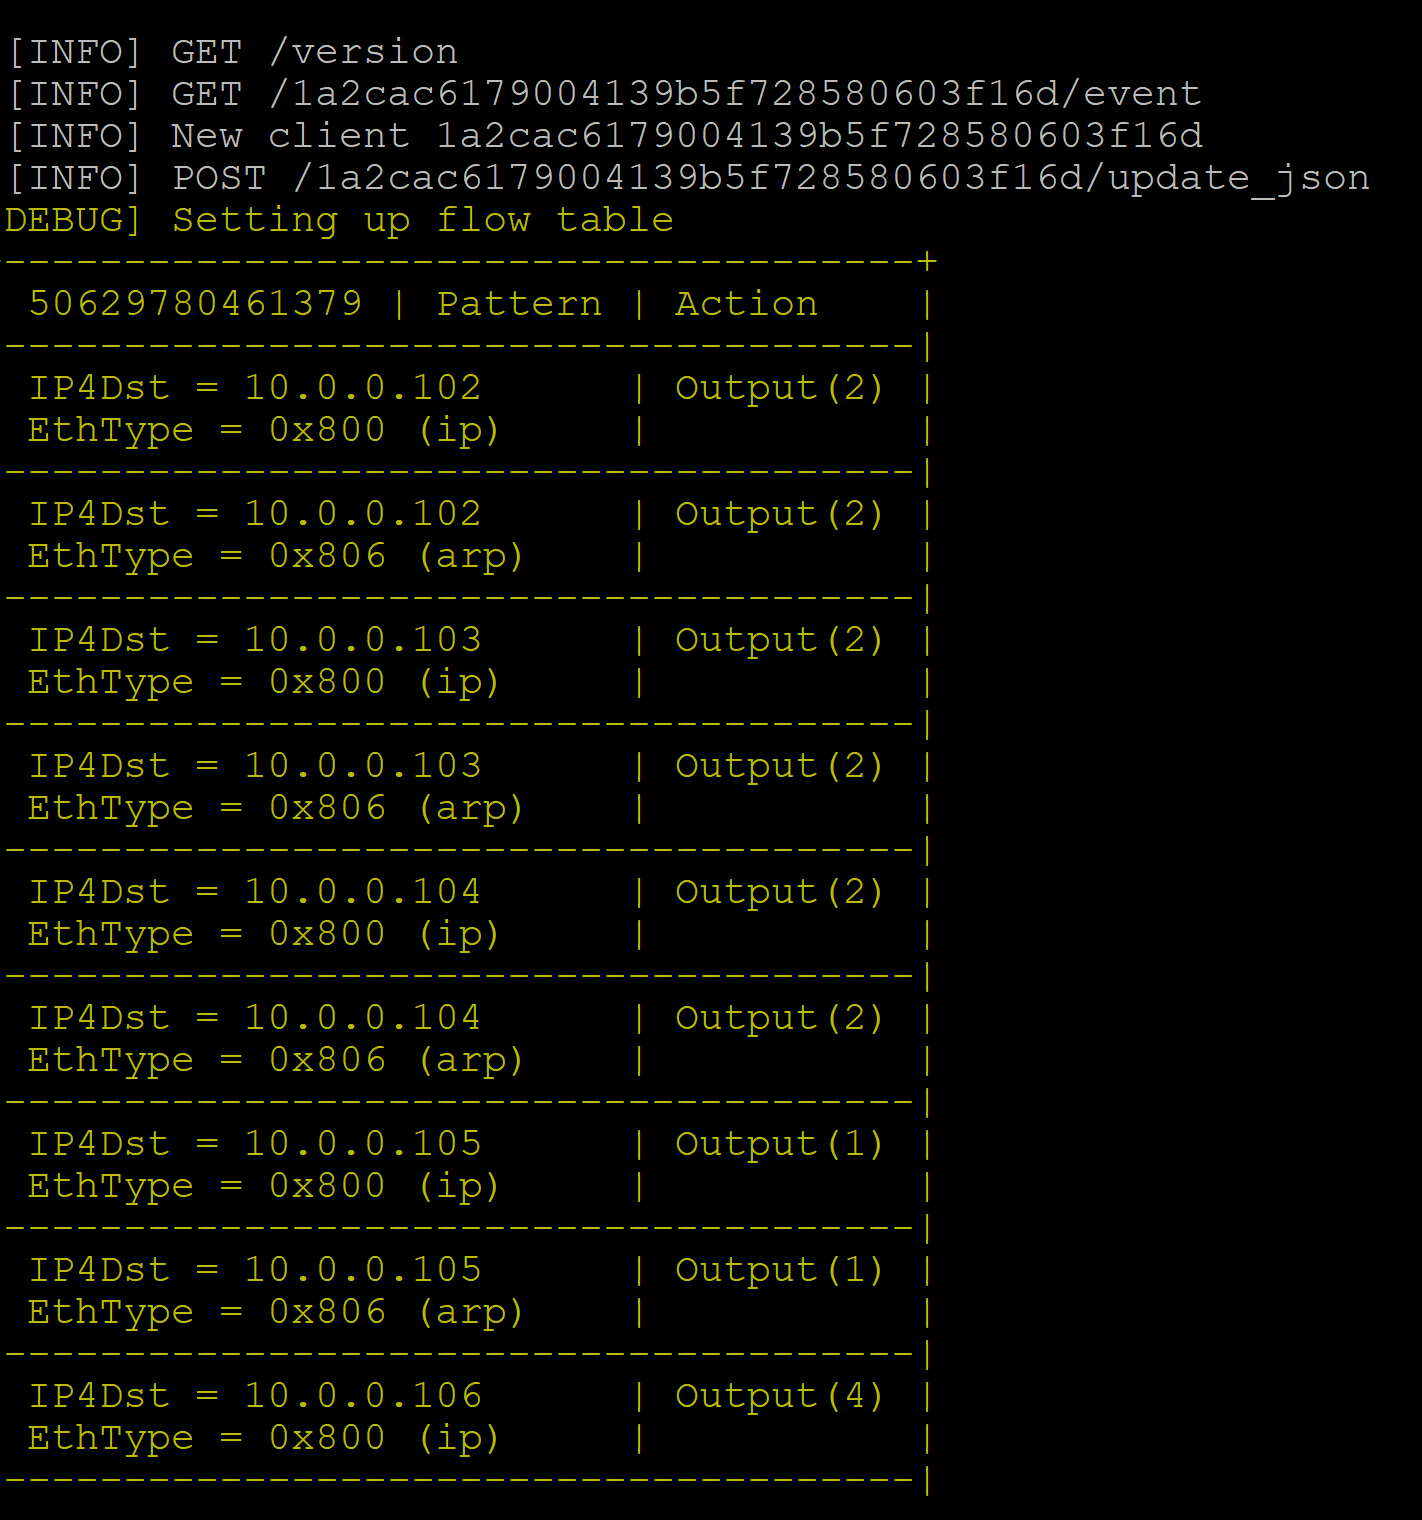 [INFO] GET /version
[INFO] GET /1a2cac6179004139b5f728580603f16d/event
[INFO] New client 1a2cac6179004139b5f728580603f16d
[INFO] POST /1a2cac6179004139b5f728580603f16d/update_json
DEBUG] Setting up flow table
---------------------------------------+
 50629780461379 | Pattern | Action    |
---------------------------------------|
 IP4Dst = 10.0.0.102      | Output(2) |
 EthType = 0x800 (ip)     |           |
---------------------------------------|
 IP4Dst = 10.0.0.102      | Output(2) |
 EthType = 0x806 (arp)    |           |
---------------------------------------|
 IP4Dst = 10.0.0.103      | Output(2) |
 EthType = 0x800 (ip)     |           |
---------------------------------------|
 IP4Dst = 10.0.0.103      | Output(2) |
 EthType = 0x806 (arp)    |           |
---------------------------------------|
 IP4Dst = 10.0.0.104      | Output(2) |
 EthType = 0x800 (ip)     |           |
---------------------------------------|
 IP4Dst = 10.0.0.104      | Output(2) |
 EthType = 0x806 (arp)    |           |
---------------------------------------|
 IP4Dst = 10.0.0.105      | Output(1) |
 EthType = 0x800 (ip)     |           |
---------------------------------------|
 IP4Dst = 10.0.0.105      | Output(1) |
 EthType = 0x806 (arp)    |           |
---------------------------------------|
 IP4Dst = 10.0.0.106      | Output(4) |
 EthType = 0x800 (ip)     |           |
---------------------------------------|